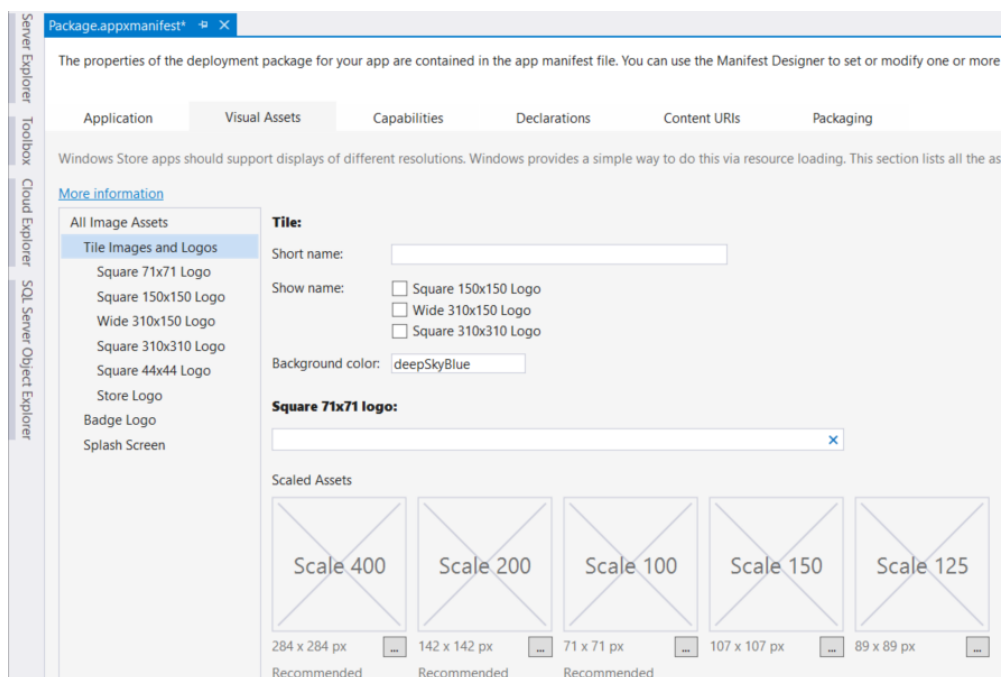 Server Explorer
Toolbox
Cloud Explorer
SQL Server Object Explorer
Package.appxmanifest*
The properties of the deployment package for your app are contained in the app manifest file. You can use the Manifest Designer to set or modify one or more
Application Visual Assets Capabilities Declarations Content URIs Packaging
Windows Store apps should support displays of different resolutions. Windows provides a simple way to do this via resource loading. This section lists all the as
More information
All Image Assets
Tile Images and Logos
Square 71x71 Logo
Square 150x150 Logo
Wide 310x150 Logo
Square 310x310 Logo
Square 44x44 Logo
Store Logo
Badge Logo
Splash Screen
Tile:
Short name:
Show name:
Square 150x150 Logo
Wide 310x150 Logo
Square 310x310 Logo
Background color: deepSkyBlue
Square 71x71 logo:
Scaled Assets
Scale 400 Scale 200 Scale 100 Scale 150 Scale 125
284 x 284 px ... 142 x 142 px ... 71 x 71 px ... 107 x 107 px ... 89 x 89 px ...
Recommended Recommended Recommended